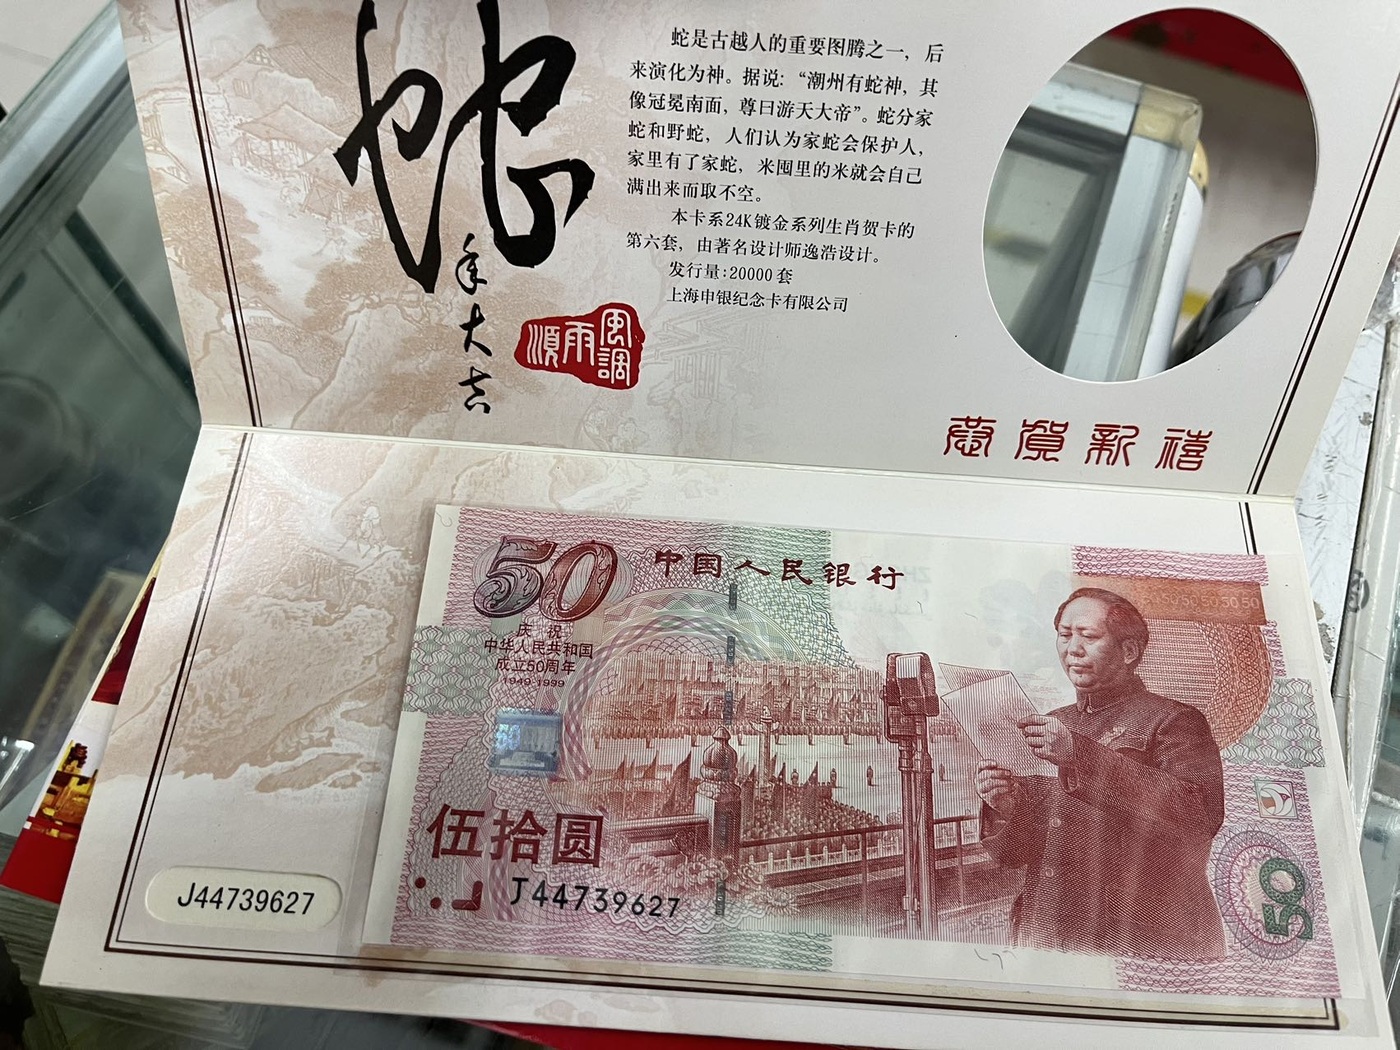 蛇
年
大
吉
風調
雨
順
蛇是古越人的重要图腾之一，后
来演化为神。据说：“潮州有蛇神，其
像冠冕南面，尊曰游天大帝”。蛇分家
蛇和野蛇，人们认为家蛇会保护人，
家里有了家蛇，米囤里的米就会自己
满出来而取不空。
本卡系24K镀金系列生肖贺卡的
第六套，由著名设计师逸浩设计。
发行量:20000套
上海申银纪念卡有限公司
恭賀新禧
50
中国人民银行
庆祝
中华人民共和国
成立50周年
1949-1999
5050505050
伍拾圆
J44739627
J44739627
50